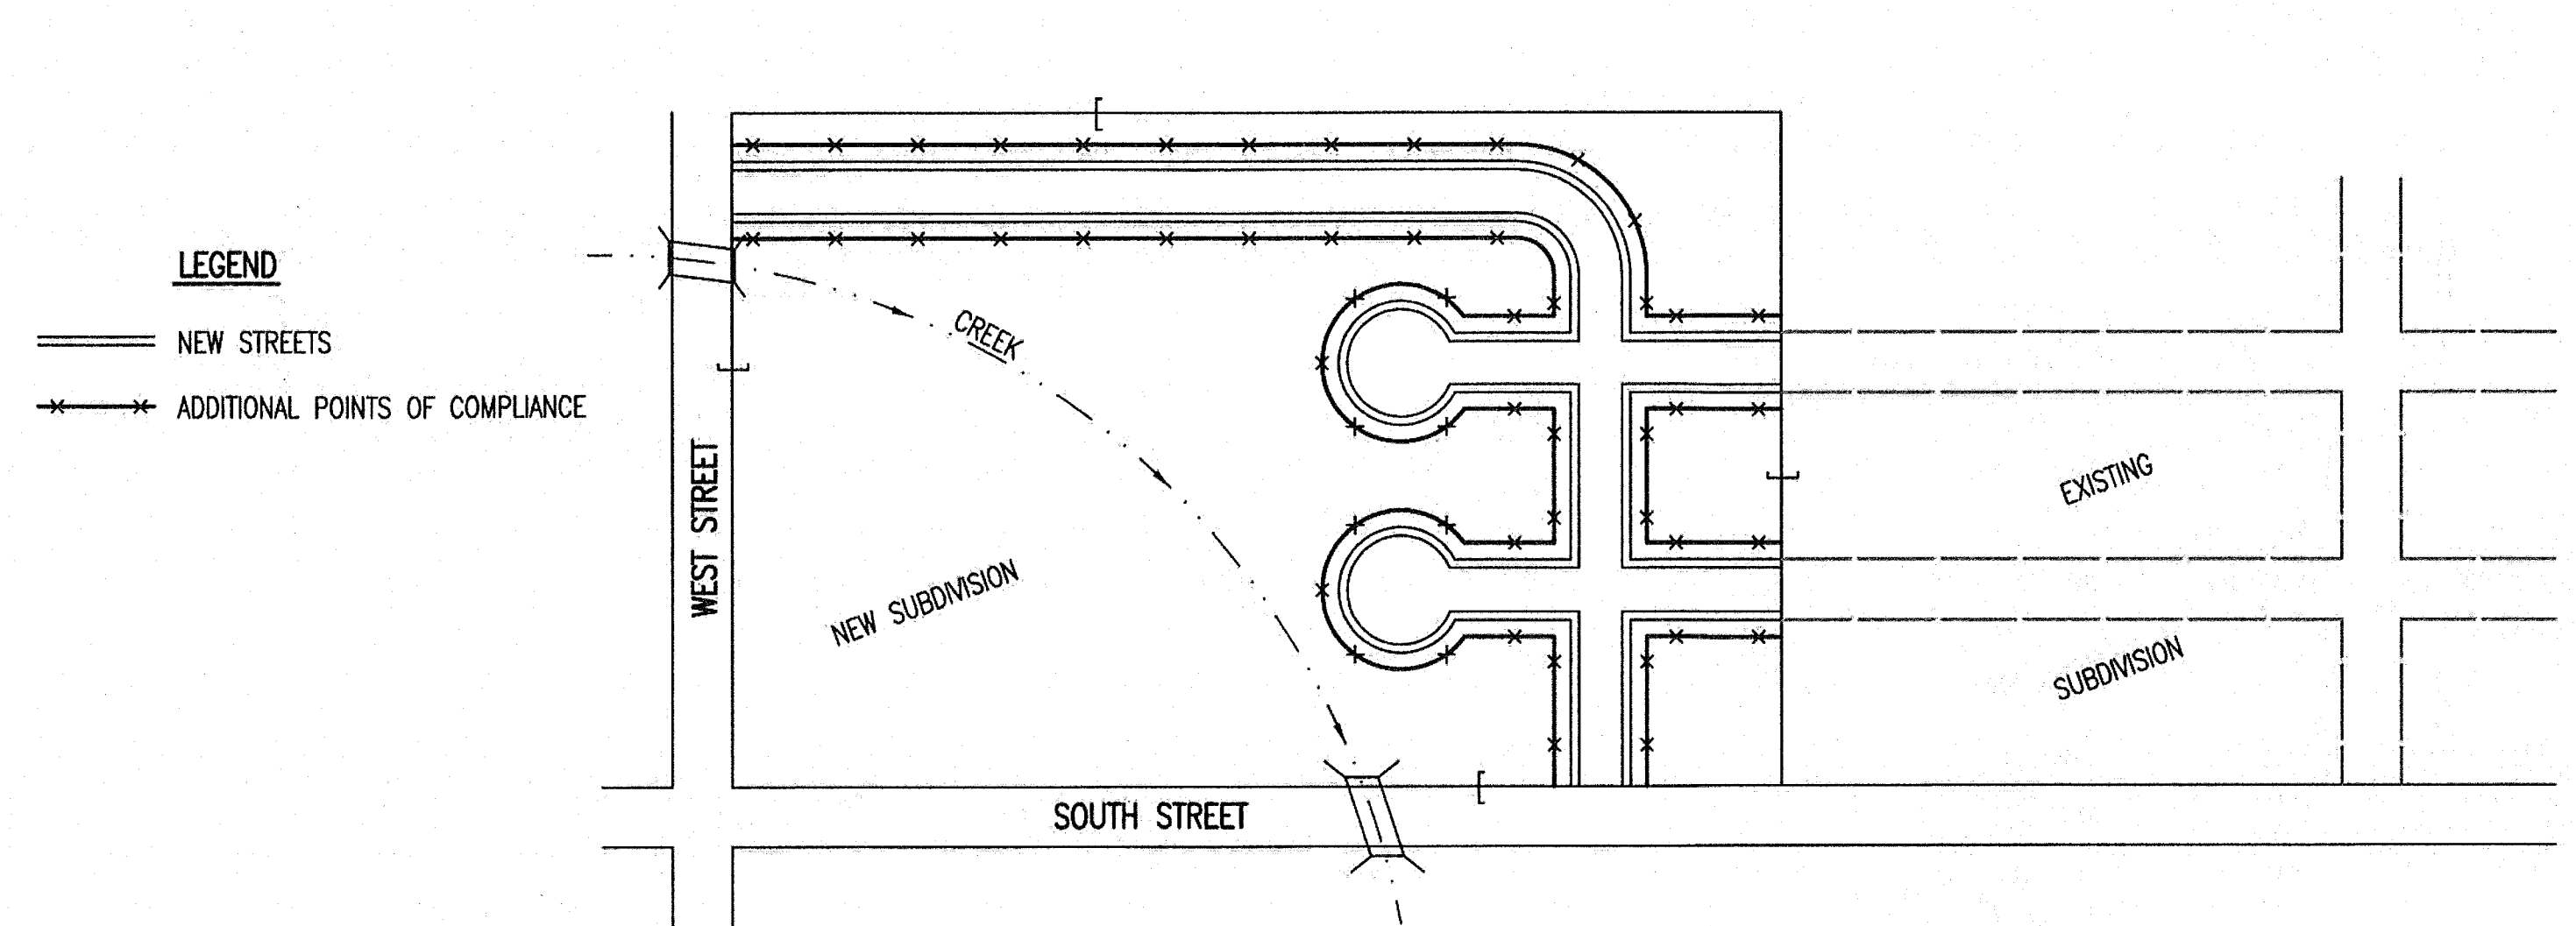 LEGEND
NEW STREETS
ADDITIONAL POINTS OF COMPLIANCE
CREEK
WEST STREET
NEW SUBDIVISION
SOUTH STREET
EXISTING
SUBDIVISION